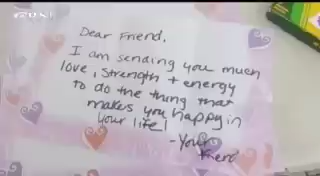 Dear Friend,
I am sending you much
love, strength + energy
to do the thing that
makes you happy in
your life!
- Your
friend